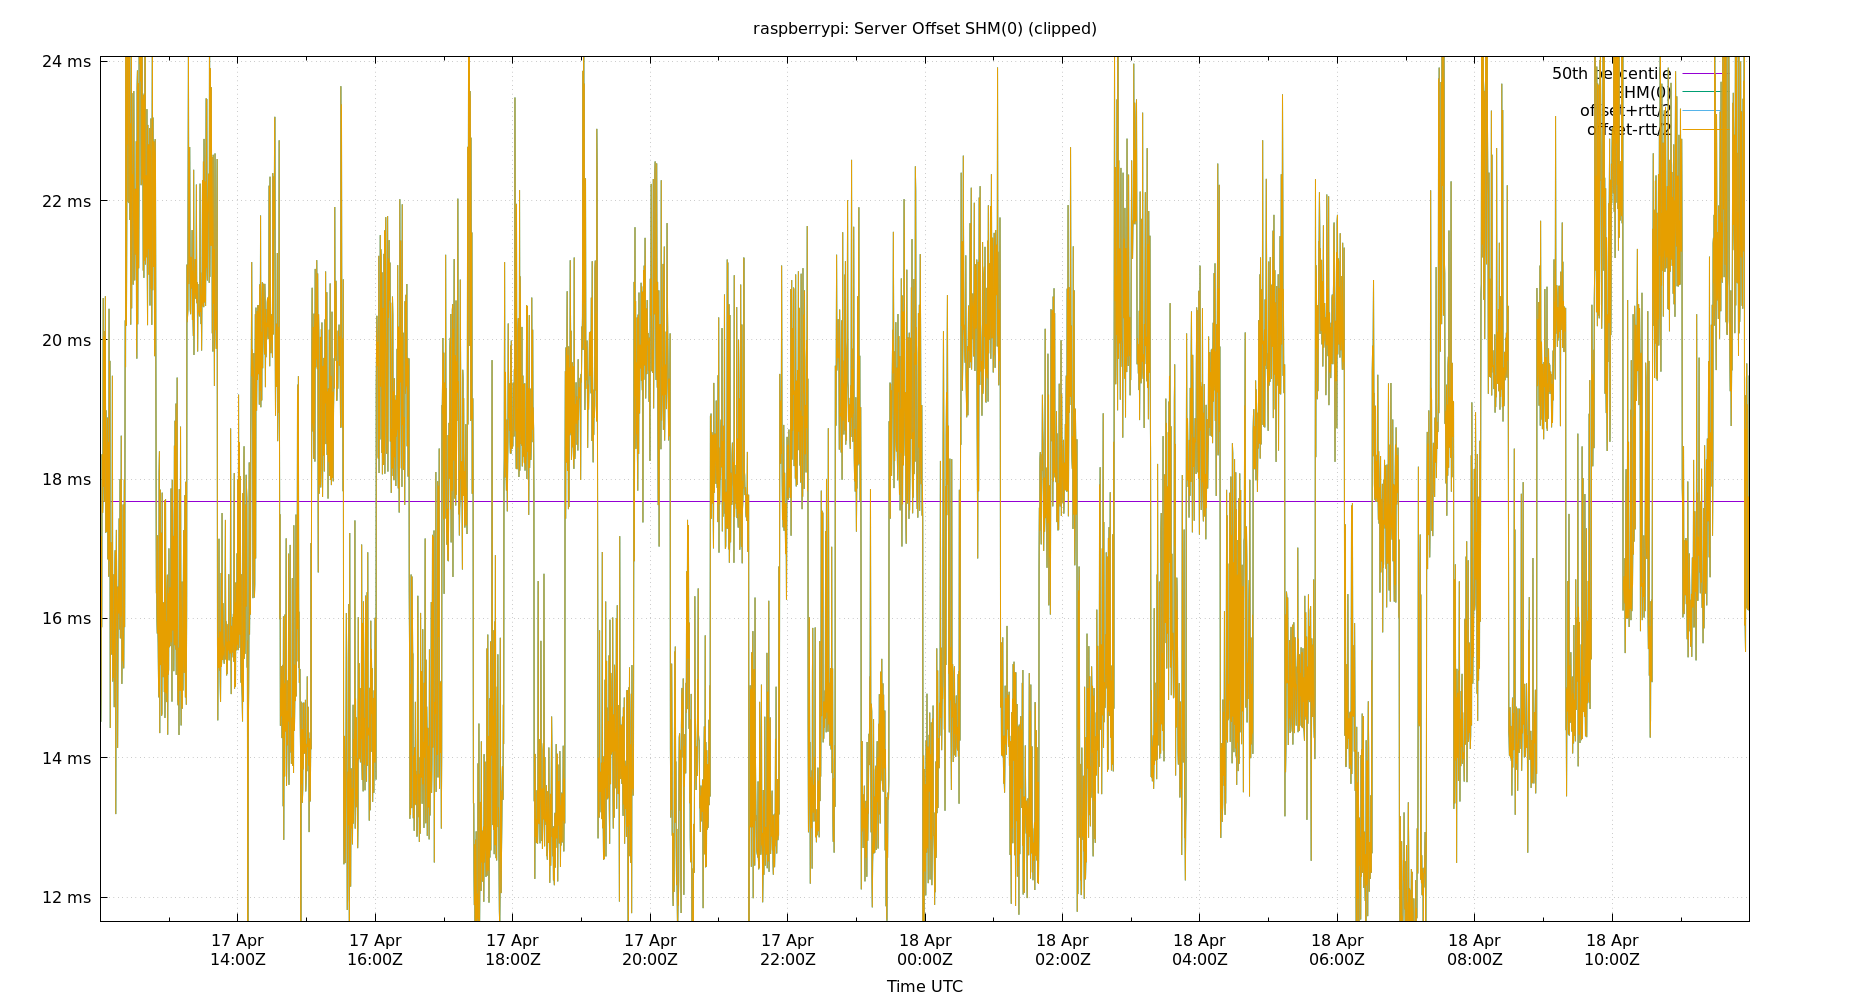 raspberrypi: Server Offset SHM(0) (clipped)
24 ms
22 ms
20 ms
18 ms
16 ms
14 ms
12 ms
50th percentile
SHM(0)
offset+rtt/2
offset-rtt/2
17 Apr
14:00Z
17 Apr
16:00Z
17 Apr
18:00Z
17 Apr
20:00Z
17 Apr
22:00Z
18 Apr
00:00Z
18 Apr
02:00Z
18 Apr
04:00Z
18 Apr
06:00Z
18 Apr
08:00Z
18 Apr
10:00Z
Time UTC